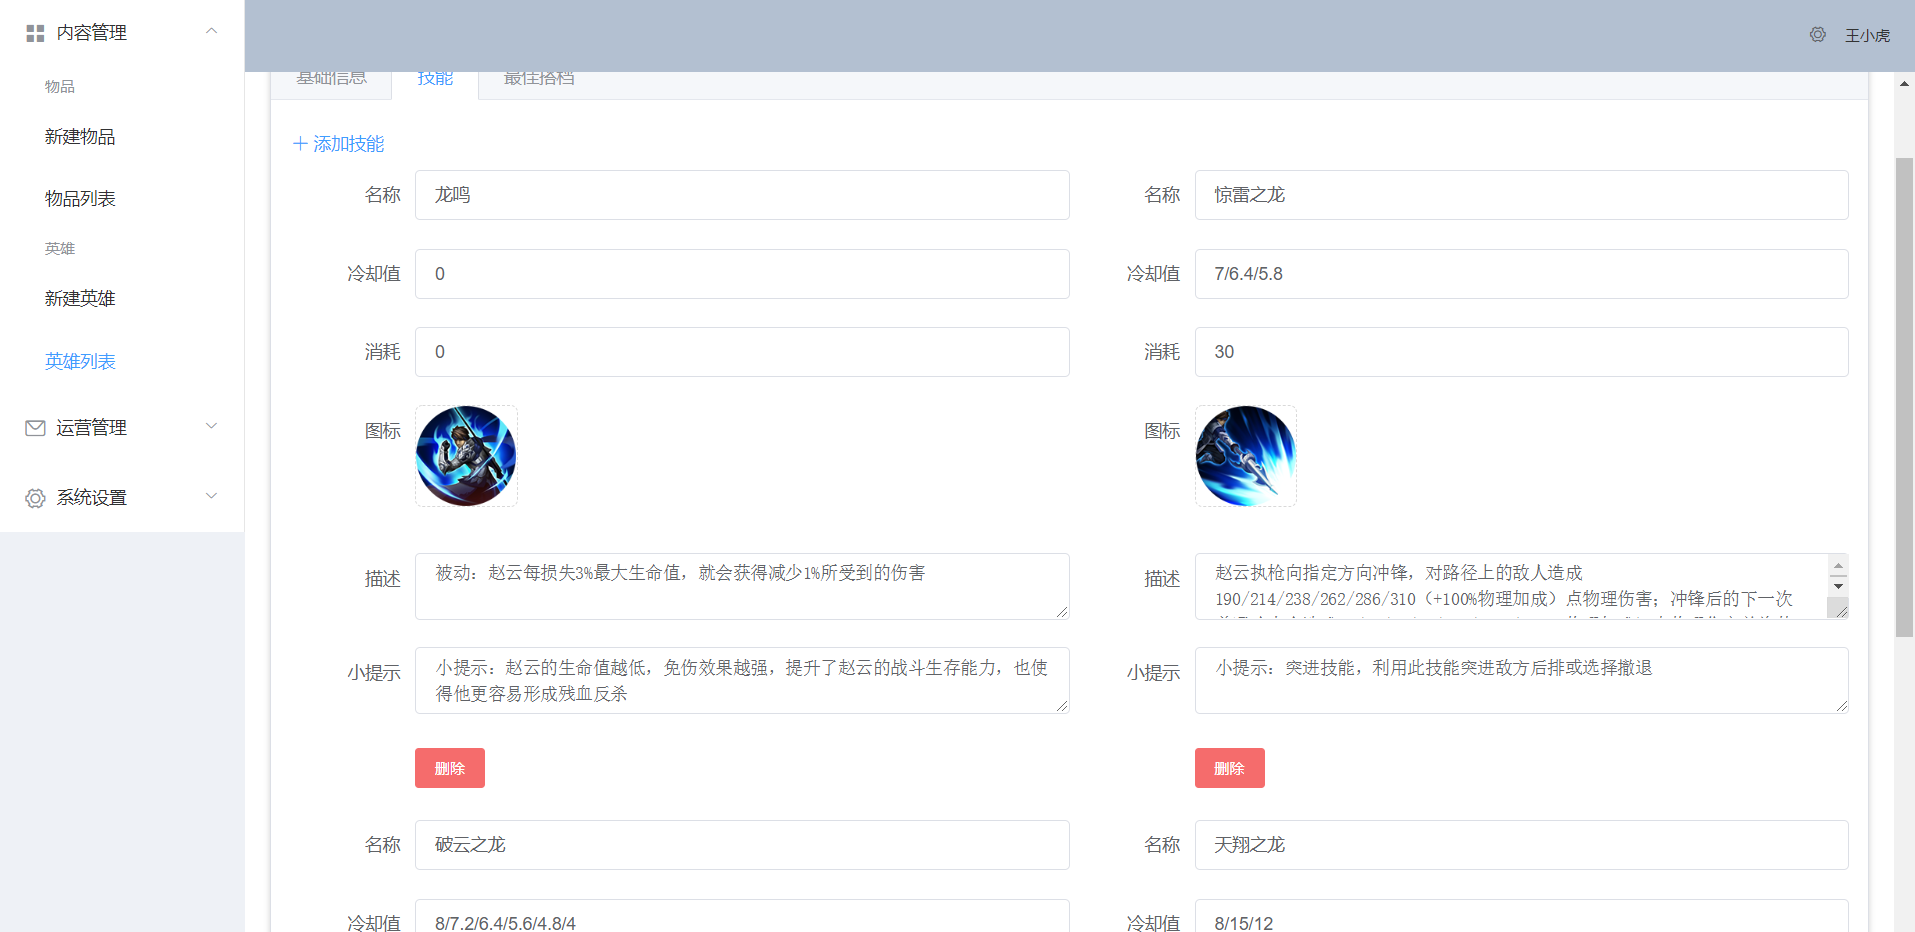 内容管理
物品
新建物品
物品列表
英雄
新建英雄
英雄列表
运营管理
系统设置
王小虎
基础信息
技能
最佳搭档
添加技能
名称
龙鸣
名称
惊雷之龙
冷却值
0
冷却值
7/6.4/5.8
消耗
0
消耗
30
图标
图标
描述
被动：赵云每损失3%最大生命值，就会获得减少1%所受到的伤害
描述
赵云执枪向指定方向冲锋，对路径上的敌人造成
190/214/238/262/286/310（+100%物理加成）点物理伤害；冲锋后的下一次
小提示
小提示：赵云的生命值越低，免伤效果越强，提升了赵云的战斗生存能力，也使
得他更容易形成残血反杀
小提示
小提示：突进技能，利用此技能突进敌方后排或选择撤退
删除
删除
名称
破云之龙
名称
天翔之龙
冷却值
8/7.2/6.4/5.6/4.8/4
冷却值
8/15/12